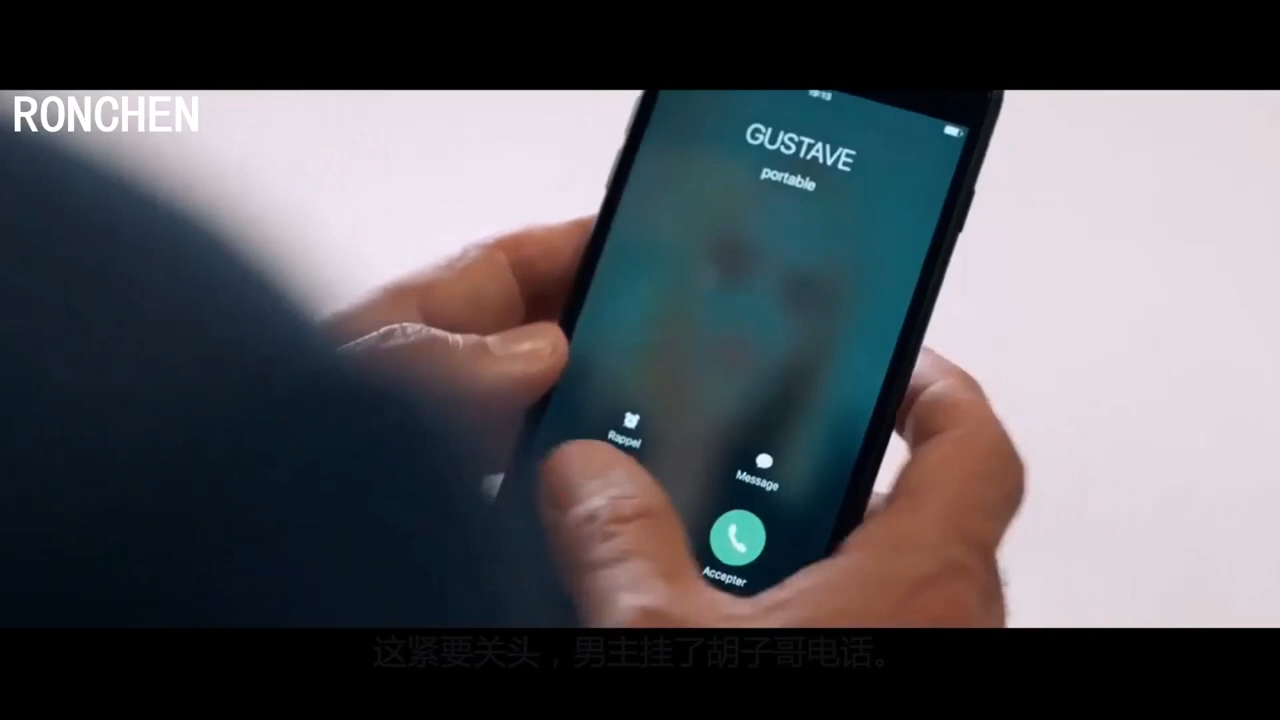 RONCHEN
GUSTAVE
portable
Rappel
Message
Accepter
这紧要关头，男主挂了胡子哥电话。